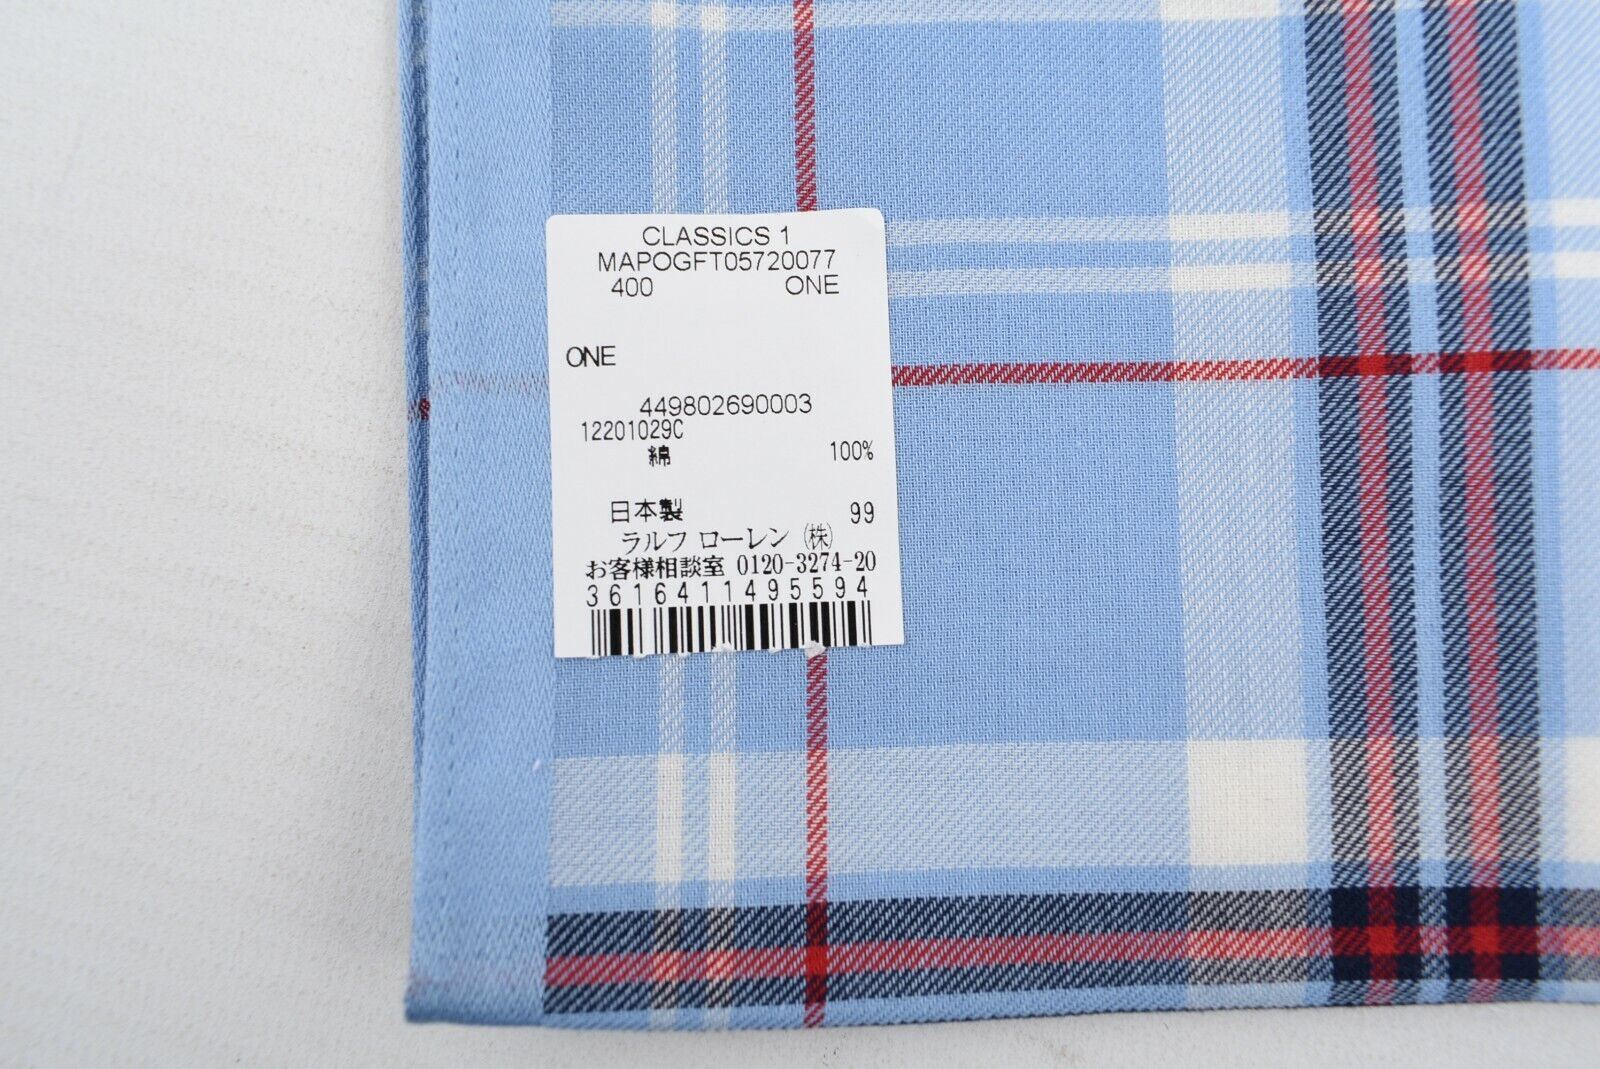 CLASSICS 1
MAPOGFT05720077
400 ONE
ONE
449802690003
12201029C
綿 100%
日本製 99
ラルフ ローレン ㈱
お客様相談室 0120-3274-20
3616411495594